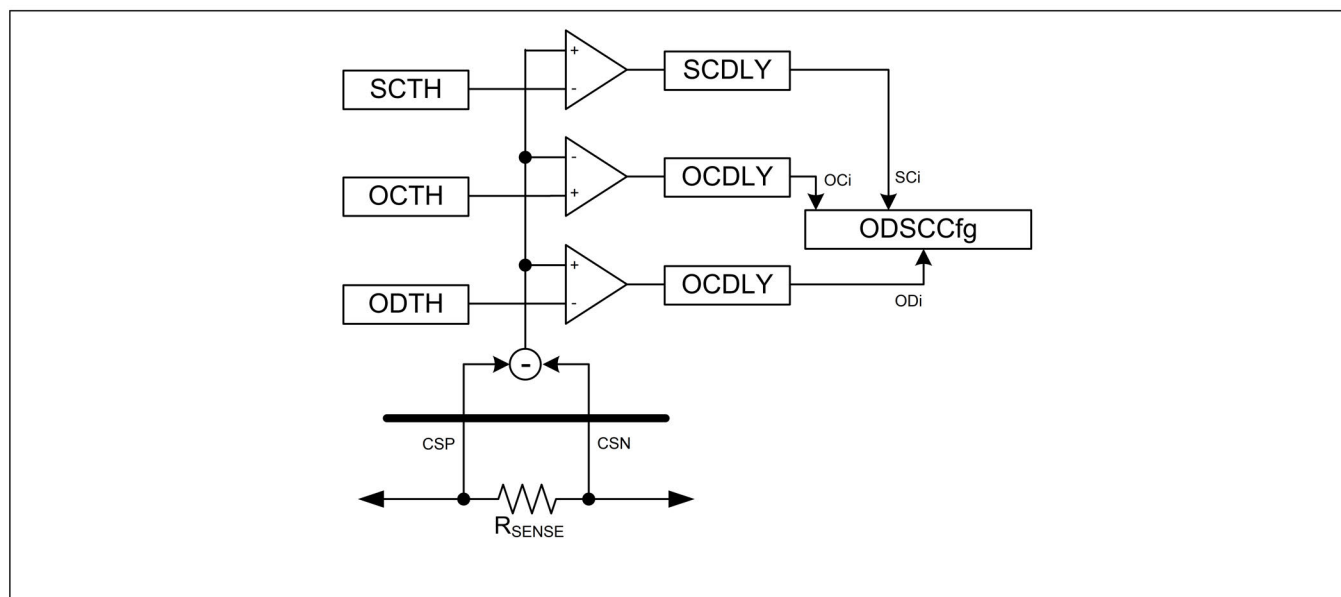 +
SCTH
-
SCDLY
-
OCTH
+
OCDLY
OCi
SCi
ODSCCfg
+
ODTH
-
OCDLY
ODi
-
CSP
CSN
RSENSE